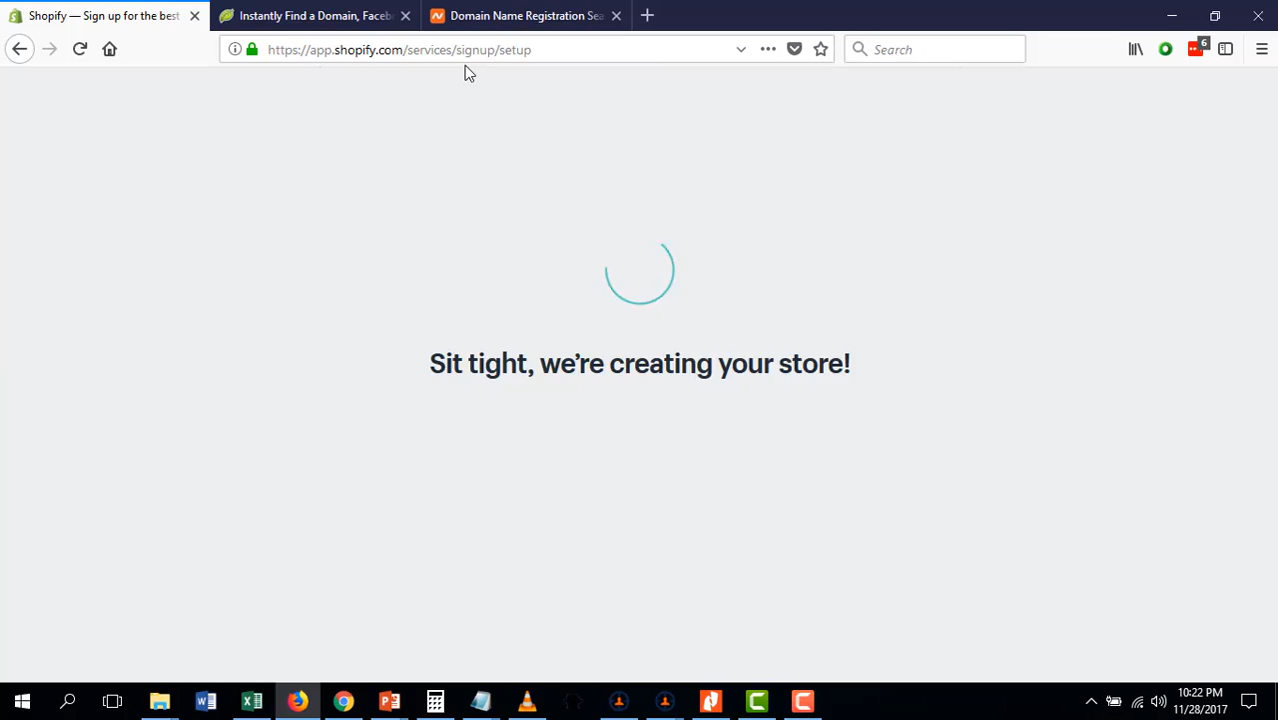 Shopify — Sign up for the best
Instantly Find a Domain, Faceb
Domain Name Registration Sea
https://app.shopify.com/services/signup/setup
Search
6
Sit tight, we're creating your store!
10:22 PM
11/28/2017